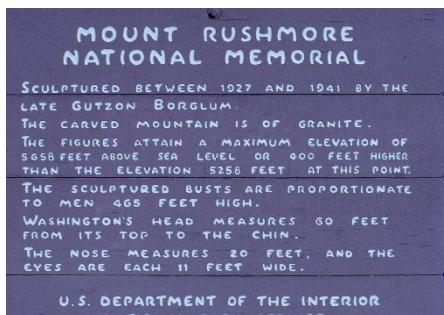 MOUNT RUSHMORE
NATIONAL MEMORIAL
SCULPTURED BETWEEN 1927 AND 1941 BY THE
LATE GUTZON BORGLUM.
THE CARVED MOUNTAIN IS OF GRANITE.
THE FIGURES ATTAIN A MAXIMUM ELEVATION OF
5658 FEET ABOVE SEA LEVEL OR 400 FEET HIGHER
THAN THE ELEVATION 5258 FEET AT THIS POINT.
THE SCULPTURED BUSTS ARE PROPORTIONATE
TO MEN 465 FEET HIGH.
WASHINGTON'S HEAD MEASURES 60 FEET
FROM ITS TOP TO THE CHIN.
THE NOSE MEASURES 20 FEET, AND THE
EYES ARE EACH 11 FEET WIDE.
U.S. DEPARTMENT OF THE INTERIOR